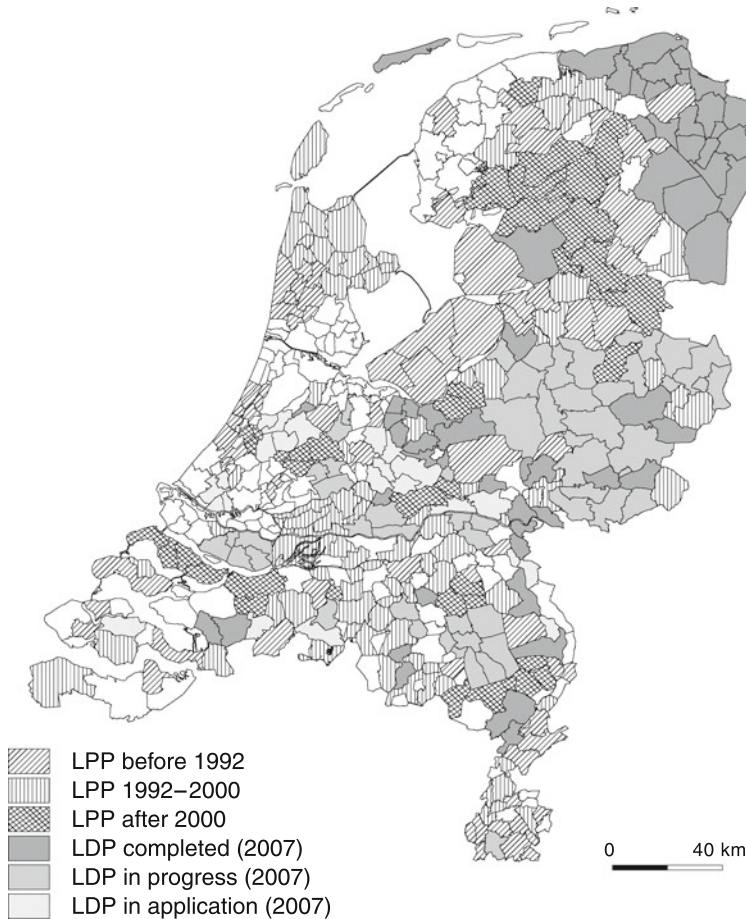 LPP before 1992
LPP 1992–2000
LPP after 2000
LDP completed (2007)
LDP in progress (2007)
LDP in application (2007)
0 40 km